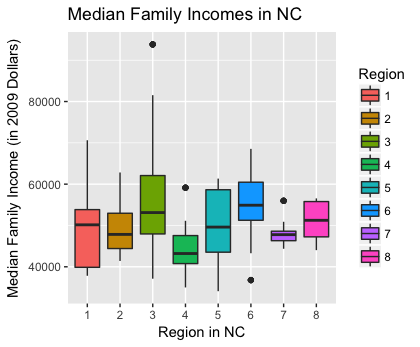 Median Family Incomes in NC
Median Family Income (in 2009 Dollars)
80000
60000
40000
1 2 3 4 5 6 7 8
Region in NC
Region
1
2
3
4
5
6
7
8